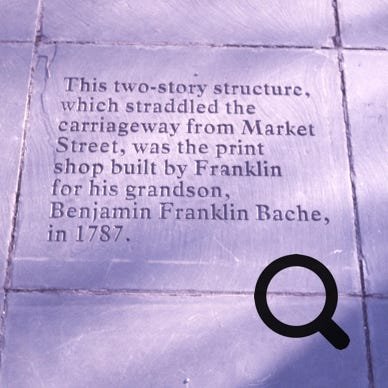 This two-story structure,
which straddled the
carriageway from Market
Street, was the print
shop built by Franklin
for his grandson,
Benjamin Franklin Bache,
in 1787.